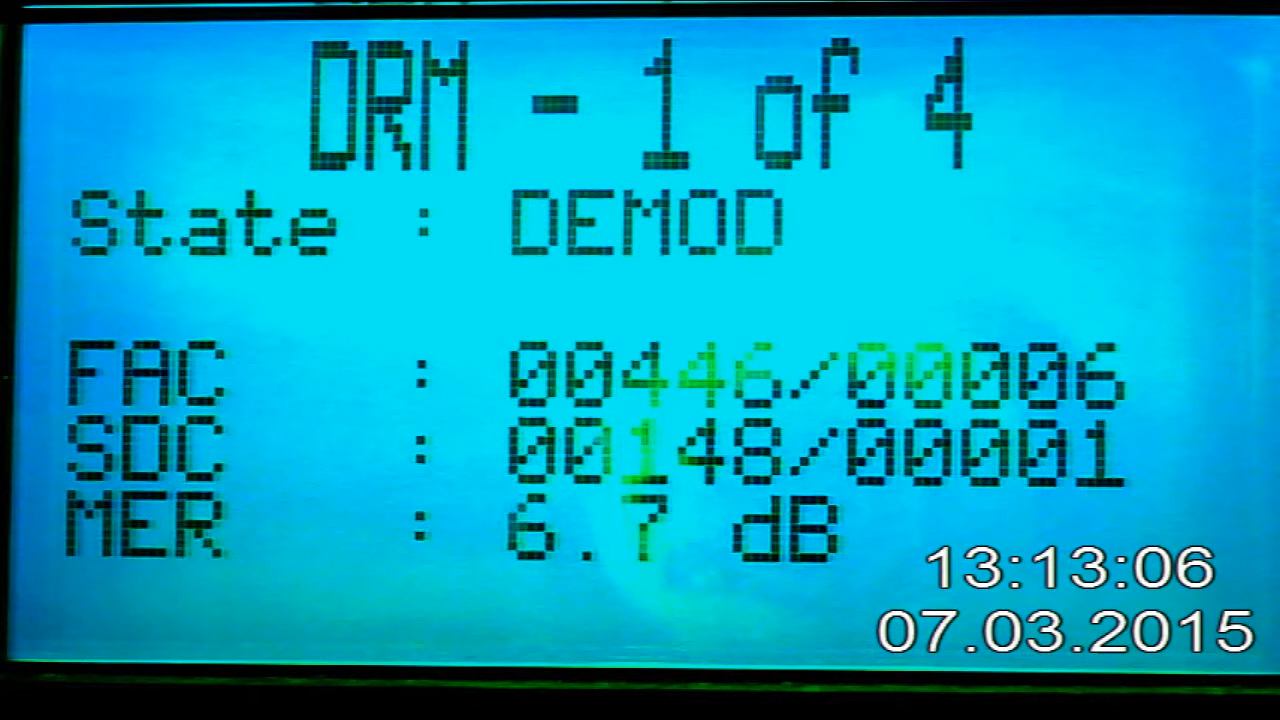 DRM - 1 of 4
State : DEMOD
FAC : 00446/00006
SDC : 00148/00001
MER : 6.7 dB
13:13:06
07.03.2015